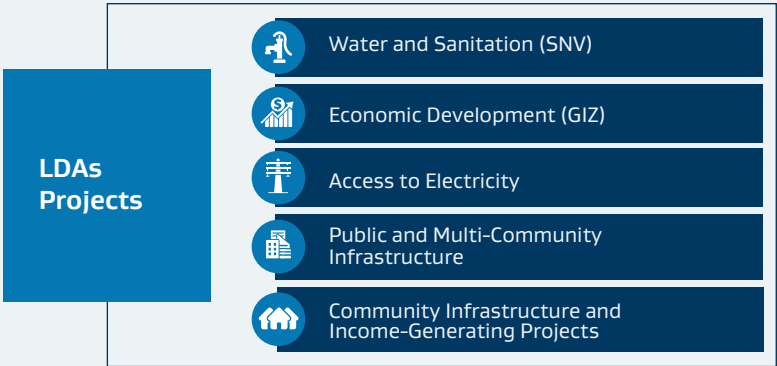 LDAs
Projects
Water and Sanitation (SNV)
Economic Development (GIZ)
Access to Electricity
Public and Multi-Community
Infrastructure
Community Infrastructure and
Income-Generating Projects